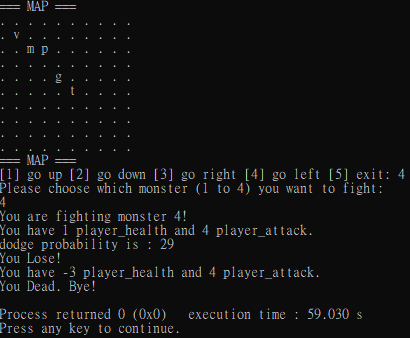 === MAP ===
. . . . . . . . . .
. v . . . . . . . .
. . m p . . . . . .
. . . . . . . . . .
. . . . g . . . . .
. . . . . t . . . .
. . . . . . . . . .
. . . . . . . . . .
. . . . . . . . . .
. . . . . . . . . .
=== MAP ===
[1] go up [2] go down [3] go right [4] go left [5] exit: 4
Please choose which monster (1 to 4) you want to fight:
4
You are fighting monster 4!
You have 1 player_health and 4 player_attack.
dodge probability is : 29
You Lose!
You have -3 player_health and 4 player_attack.
You Dead. Bye!
Process returned 0 (0x0)   execution time : 59.030 s
Press any key to continue.